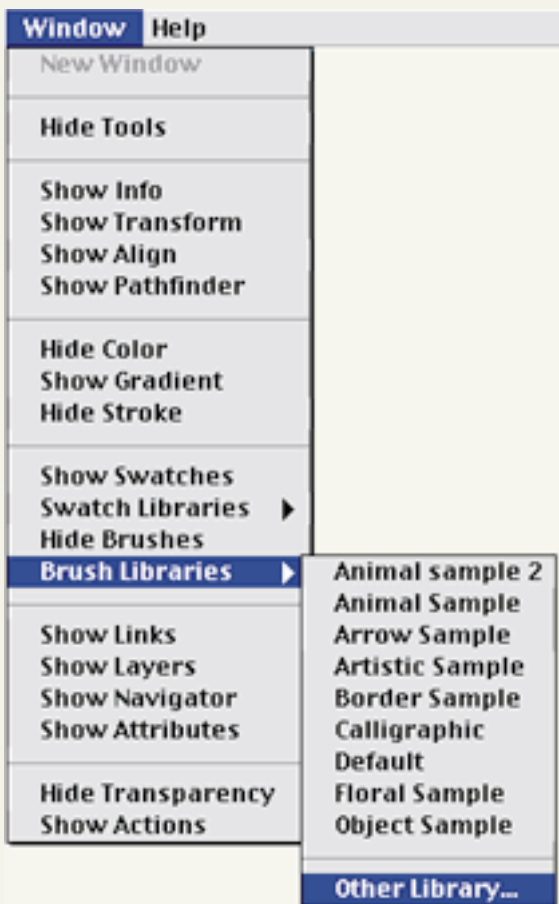 Window Help
New Window
Hide Tools
Show Info
Show Transform
Show Align
Show Pathfinder
Hide Color
Show Gradient
Hide Stroke
Show Swatches
Swatch Libraries
Hide Brushes
Brush Libraries
Show Links
Show Layers
Show Navigator
Show Attributes
Hide Transparency
Show Actions
Animal sample 2
Animal Sample
Arrow Sample
Artistic Sample
Border Sample
Calligraphic
Default
Floral Sample
Object Sample
Other Library...